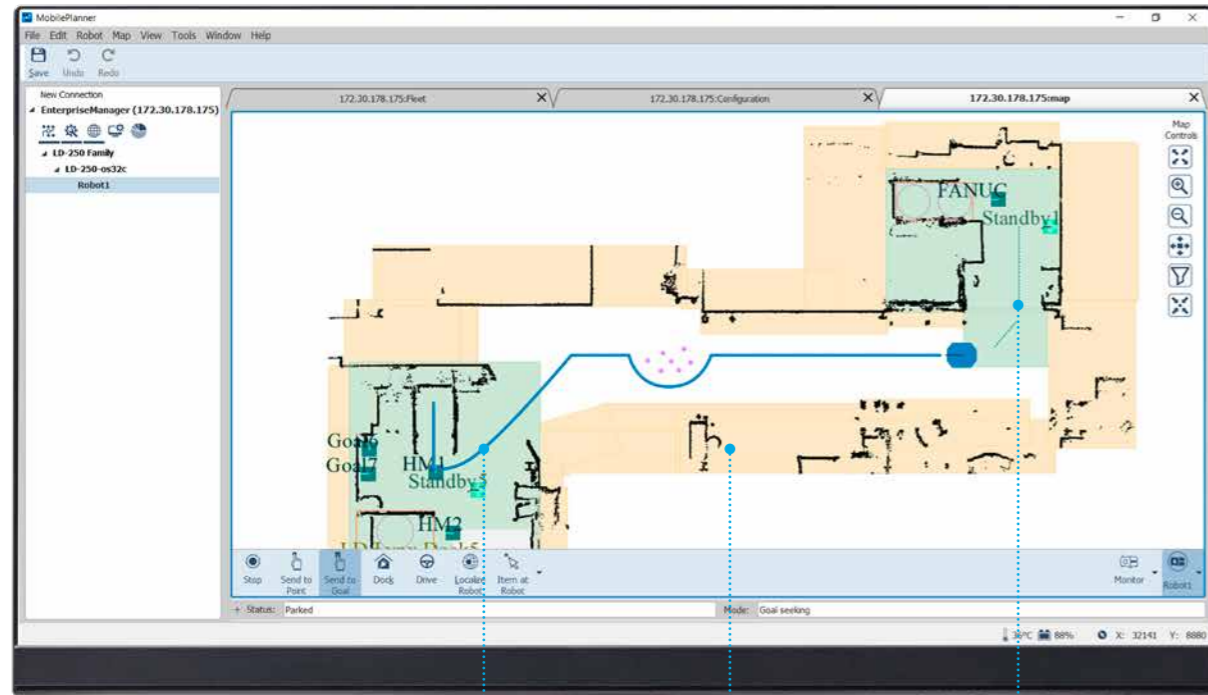 MobilePlanner
File Edit Robot Map View Tools Window Help
Save Undo Redo
New Connection
EnterpriseManager (172.30.178.175)
LD-250 Family
LD-250-os32c
Robot1
172.30.178.175:Fleet
172.30.178.175:Configuration
172.30.178.175:map
Map
Controls
FANUC
Standby1
Goal6
Goal7
HM1
Standby5
HM2
Stop
Send to
Point
Send to
Goal
Dock
Drive
Localize
Robot
Item at
Robot
Monitor
Robot1
+ Status: Parked
Mode: Goal seeking
88% X: 32141 Y: 8880